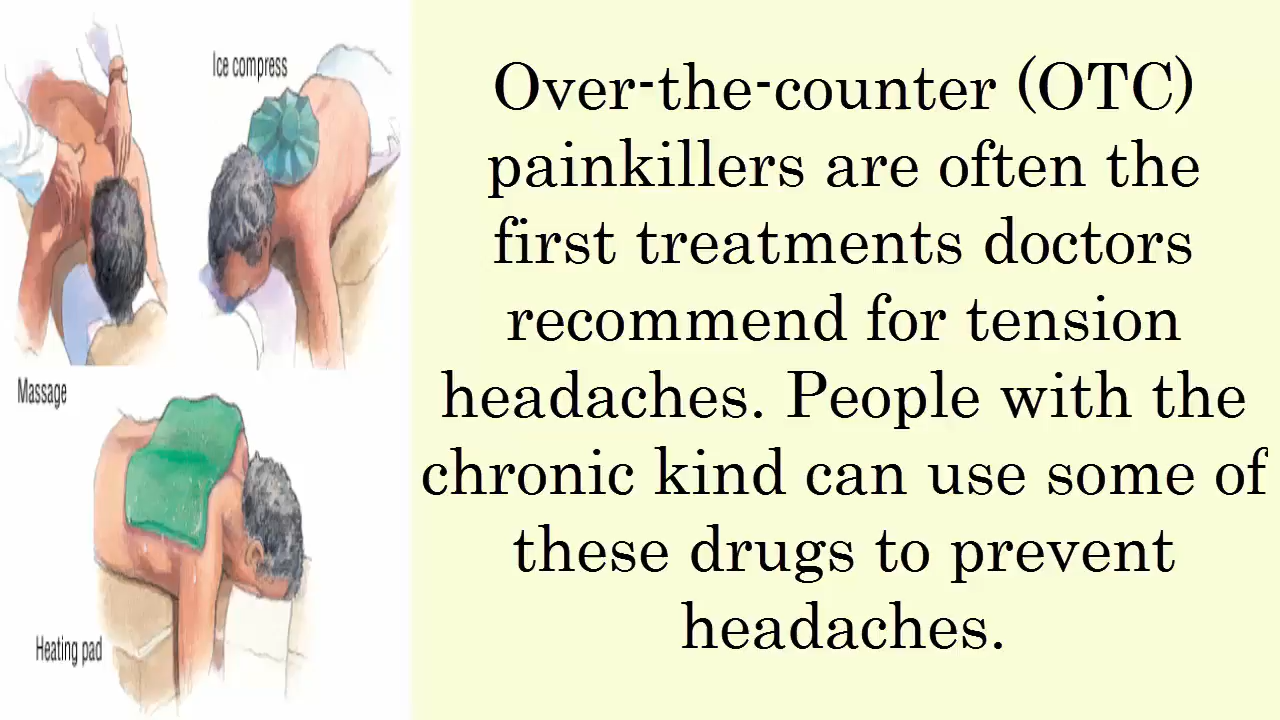 Ice compress
Massage
Heating pad
Over-the-counter (OTC)
painkillers are often the
first treatments doctors
recommend for tension
headaches. People with the
chronic kind can use some of
these drugs to prevent
headaches.